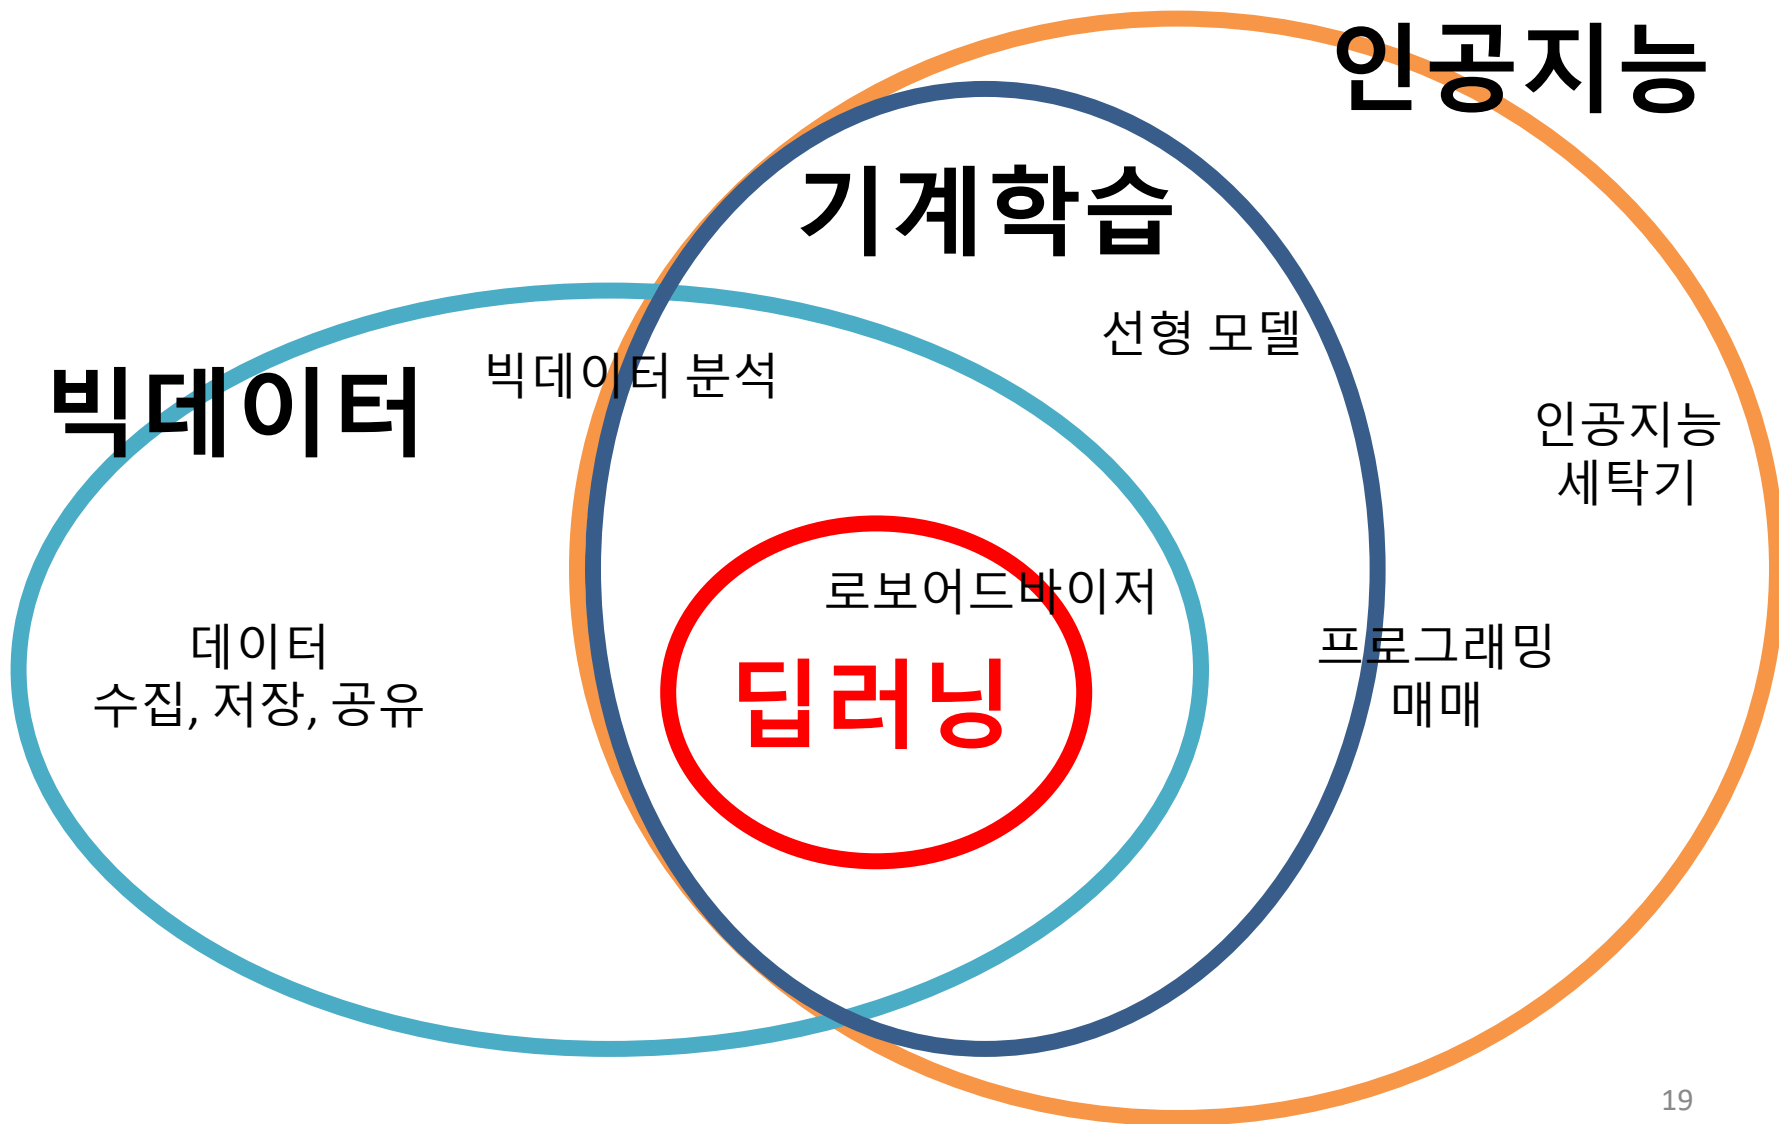 인공지능
기계학습
선형 모델
빅데이터
빅데이터 분석
인공지능
세탁기
로보어드바이저
데이터
수집, 저장, 공유
딥러닝
프로그래밍
매매
19